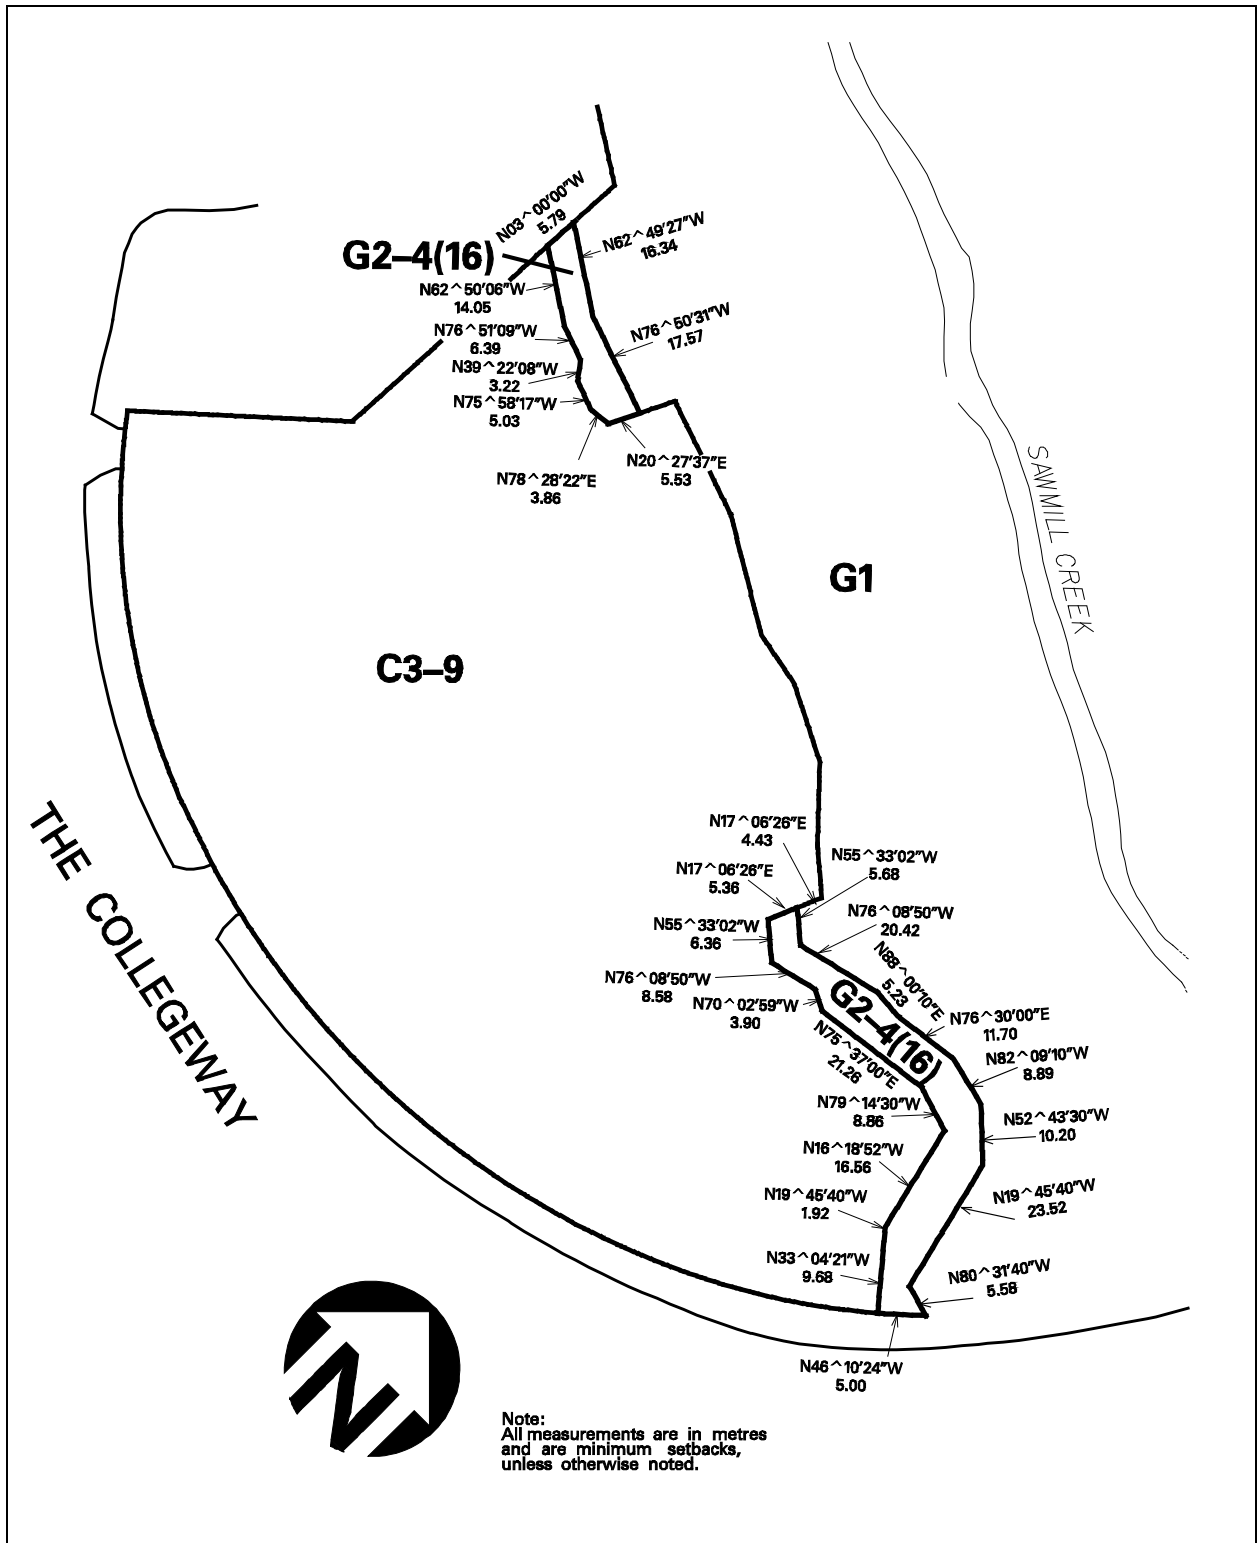 N03^00'00"W
5.79
G2–4(16)
N62^49'27"W
16.34
N62^50'06"W
14.05
N76^51'09"W
6.39
N76^50'31"W
17.57
N39^22'08"W
3.22
N75^58'17"W
5.03
N20^27'37"E
5.53
N78^28'22"E
3.86
SAWMILL CREEK
G1
C3–9
THE COLLEGEWAY
N17^06'26"E
4.43
N55^33'02"W
5.68
N17^06'26"E
5.36
N76^08'50"W
20.42
N55^33'02"W
6.36
N88^00'10"E
5.23
N76^08'50"W
8.58
N70^02'59"W
3.90
G2–4(16)
N76^30'00"E
11.70
N75^37'00"E
21.26
N82^09'10"W
8.89
N79^14'30"W
8.86
N52^43'30"W
10.20
N16^18'52"W
16.56
N19^45'40"W
1.92
N19^45'40"W
23.52
N33^04'21"W
9.68
N80^31'40"W
5.58
N46^10'24"W
5.00
N
Note:
All measurements are in metres
and are minimum setbacks,
unless otherwise noted.